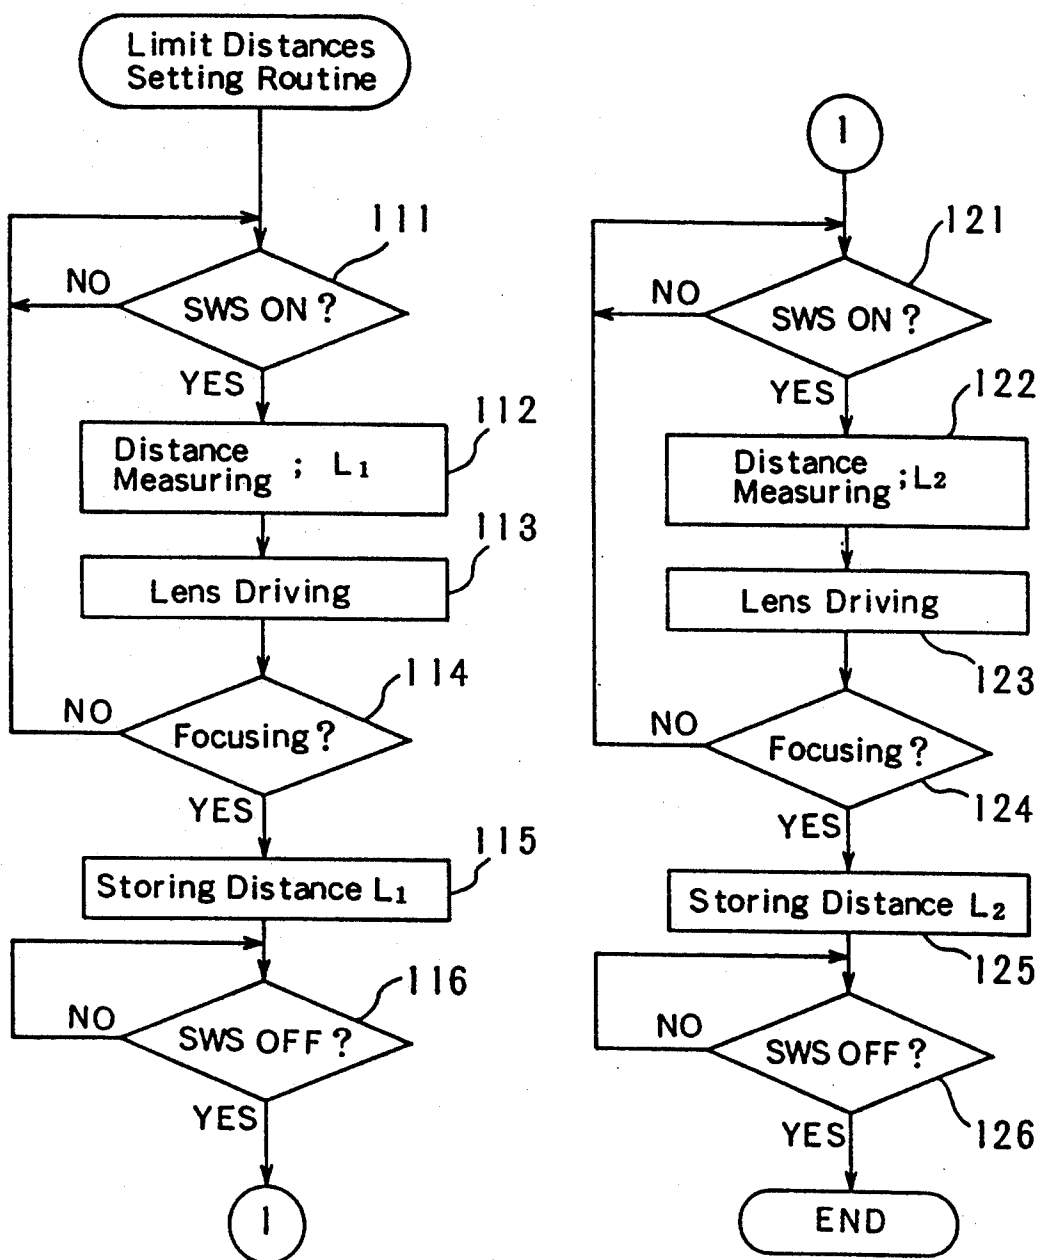 Limit Distances
Setting Routine
111
NO
SWS ON ?
YES
112
Distance
Measuring ; L1
113
Lens Driving
114
NO
Focusing ?
YES
115
Storing Distance L1
116
NO
SWS OFF ?
YES
1
1
121
NO
SWS ON ?
YES
122
Distance
Measuring ; L2
Lens Driving
123
NO
Focusing ?
124
YES
Storing Distance L2
125
NO
SWS OFF ?
126
YES
END